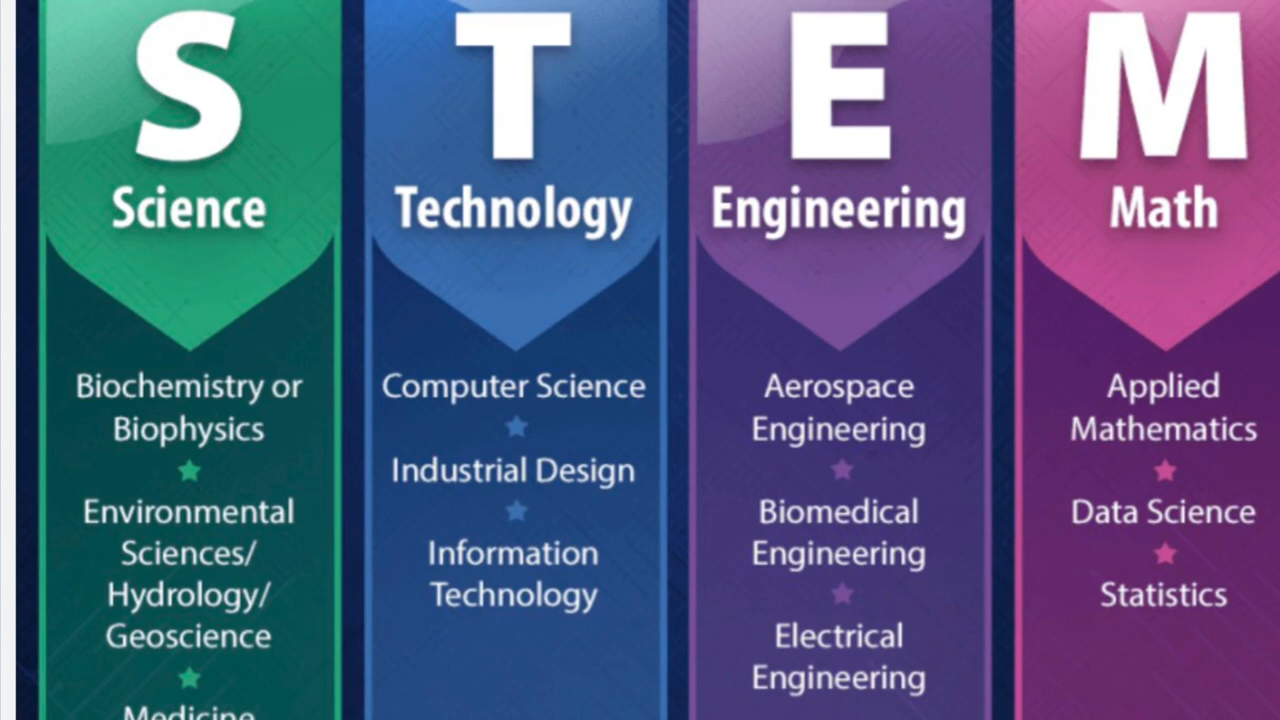 S
Science
Biochemistry or
Biophysics
Environmental
Sciences/
Hydrology/
Geoscience
Medicine
T
Technology
Computer Science
Industrial Design
Information
Technology
E
Engineering
Aerospace
Engineering
Biomedical
Engineering
Electrical
Engineering
M
Math
Applied
Mathematics
Data Science
Statistics